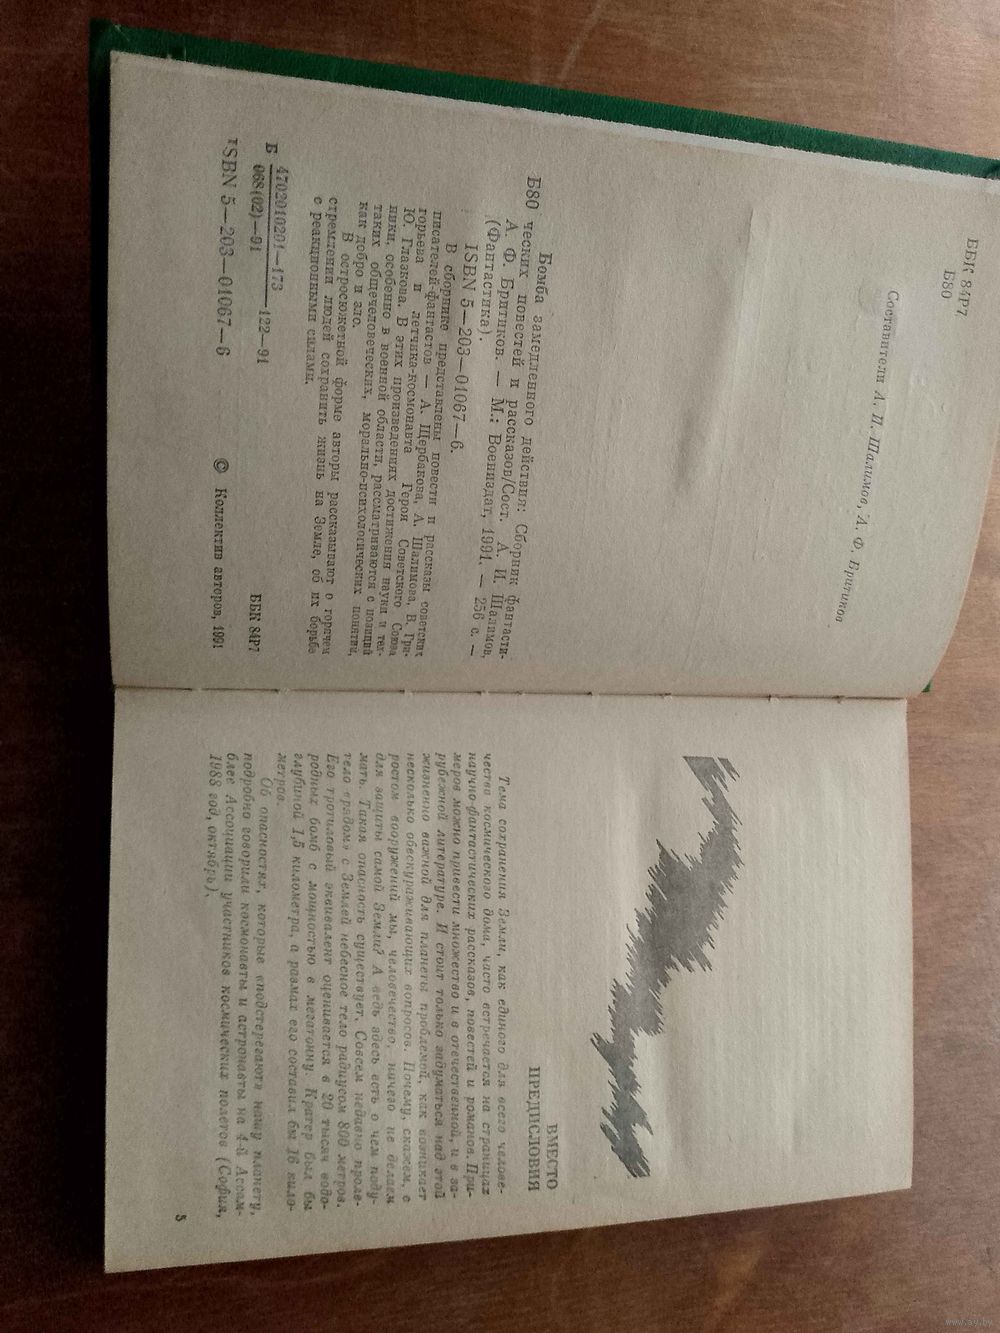 ББК 84Р7
Б80
Составители А. И. Шалимов, А. Ф. Бритиков
Бомба замедленного действия: Сборник фантасти-
Б80 ческих повестей и рассказов/Сост. А. И. Шалимов,
А. Ф. Бритиков. — М.: Воениздат, 1991. — 256 с. —
(Фантастика).
ISBN 5—203—01067—6.
В сборнике представлены повести и рассказы советских
писателей-фантастов — А. Щербакова, А. Шалимова, В. Гри-
горьева и летчика-космонавта Героя Советского Союза
Ю. Глазкова. В этих произведениях достижения науки и тех-
ники, особенно в военной области, рассматриваются с позиций
таких общечеловеческих, морально-психологических понятий,
как добро и зло.
В остросюжетной форме авторы рассказывают о горячем
стремлении людей сохранить жизнь на Земле, об их борьбе
с реакционными силами.
Б 4702010201—173
068(02)—91 122—91
ББК 84Р7
ISBN 5—203—01067—6
© Коллектив авторов, 1991
ВМЕСТО
ПРЕДИСЛОВИЯ
Тема сохранения Земли, как единого для всего челове-
чества космического дома, часто встречается на страницах
научно-фантастических рассказов, повестей и романов. При-
меров можно привести множество и в отечественной, и в за-
рубежной литературе. И стоит только задуматься над этой
жизненно важной для планеты проблемой, как возникает
несколько обескураживающих вопросов. Почему, скажем, с
ростом вооружений мы, человечество, ничего не делаем
для защиты самой Земли? А ведь здесь есть о чем поду-
мать. Такая опасность существует. Совсем недавно проле-
тело «рядом» с Землей небесное тело радиусом 800 метров.
Его тротиловый эквивалент оценивается в 20 тысяч водо-
родных бомб с мощностью в мегатонну. Кратер был бы
глубиной 1,5 километра, а размах его составил бы 16 кило-
метров.
Об опасностях, которые «подстерегают» нашу планету,
подробно говорили космонавты и астронавты на 4-й Ассам-
блее Ассоциации участников космических полетов (София,
1988 год, октябрь).
5
www.ay.by